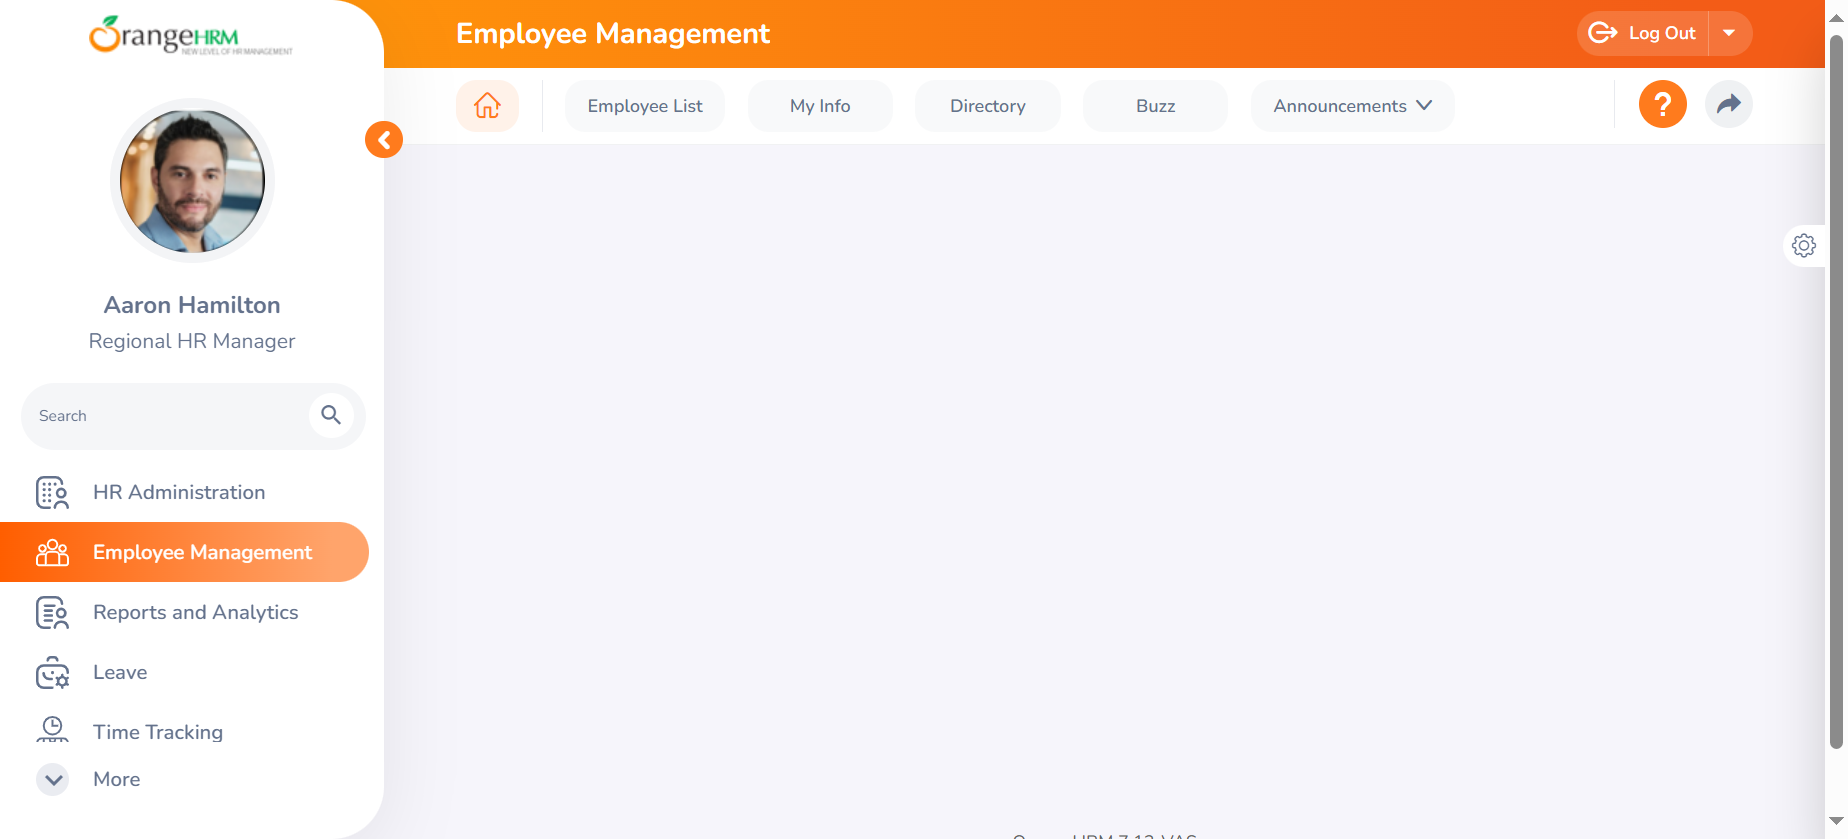 OrangeHRM
NEW LEVEL OF HR MANAGEMENT
Employee Management
Log Out
Employee List
My Info
Directory
Buzz
Announcements
?
Aaron Hamilton
Regional HR Manager
Search
HR Administration
Employee Management
Reports and Analytics
Leave
Time Tracking
More